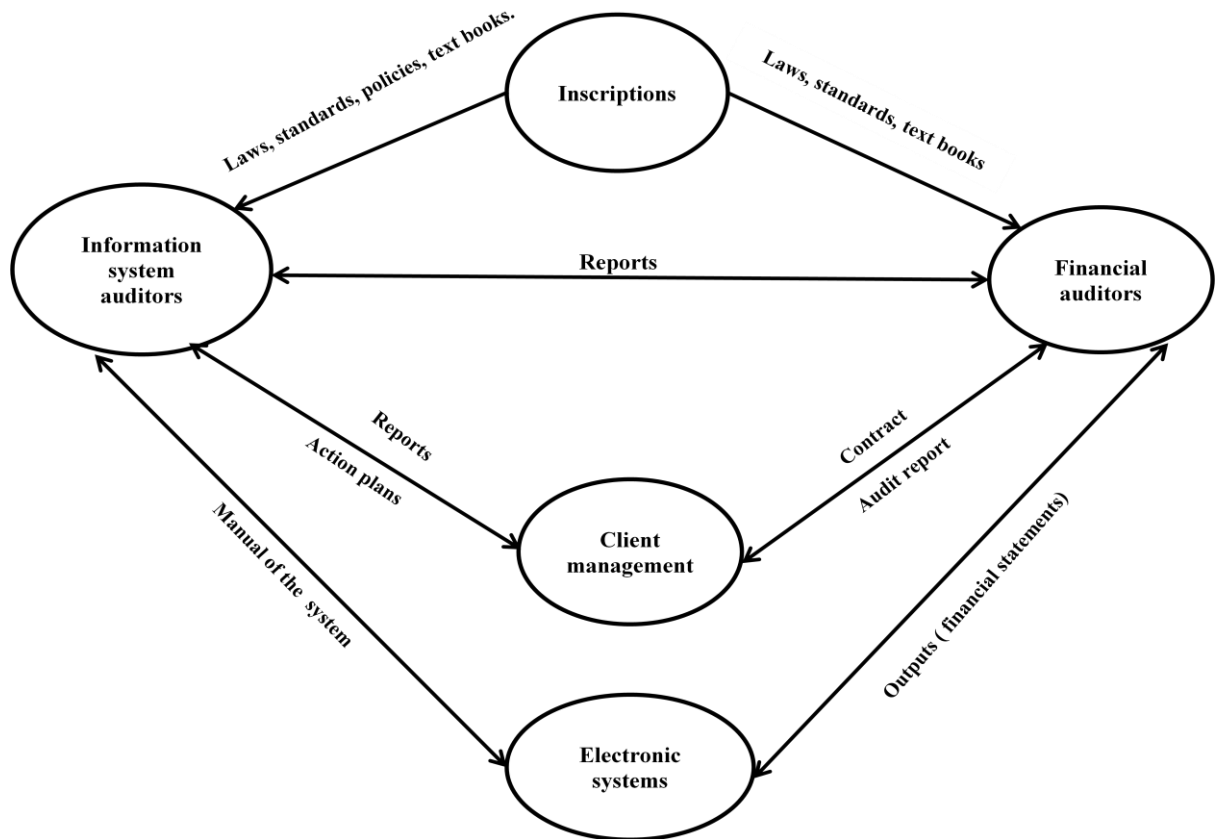 Laws, standards, policies, text books.
Inscriptions
Laws, standards, text books
Information
system
auditors
Reports
Financial
auditors
Reports
Action plans
Contract
Audit report
Manual of the system
Client
management
Outputs ( financial statements)
Electronic
systems